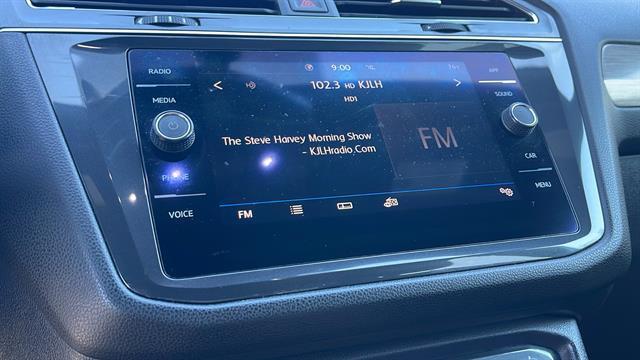 RADIO
MEDIA
PHONE
VOICE
9:00
102.3 HD KJLH
HD1
The Steve Harvey Morning Show
- KJLHradio.Com
FM
FM
APP
SOUND
CAR
MENU